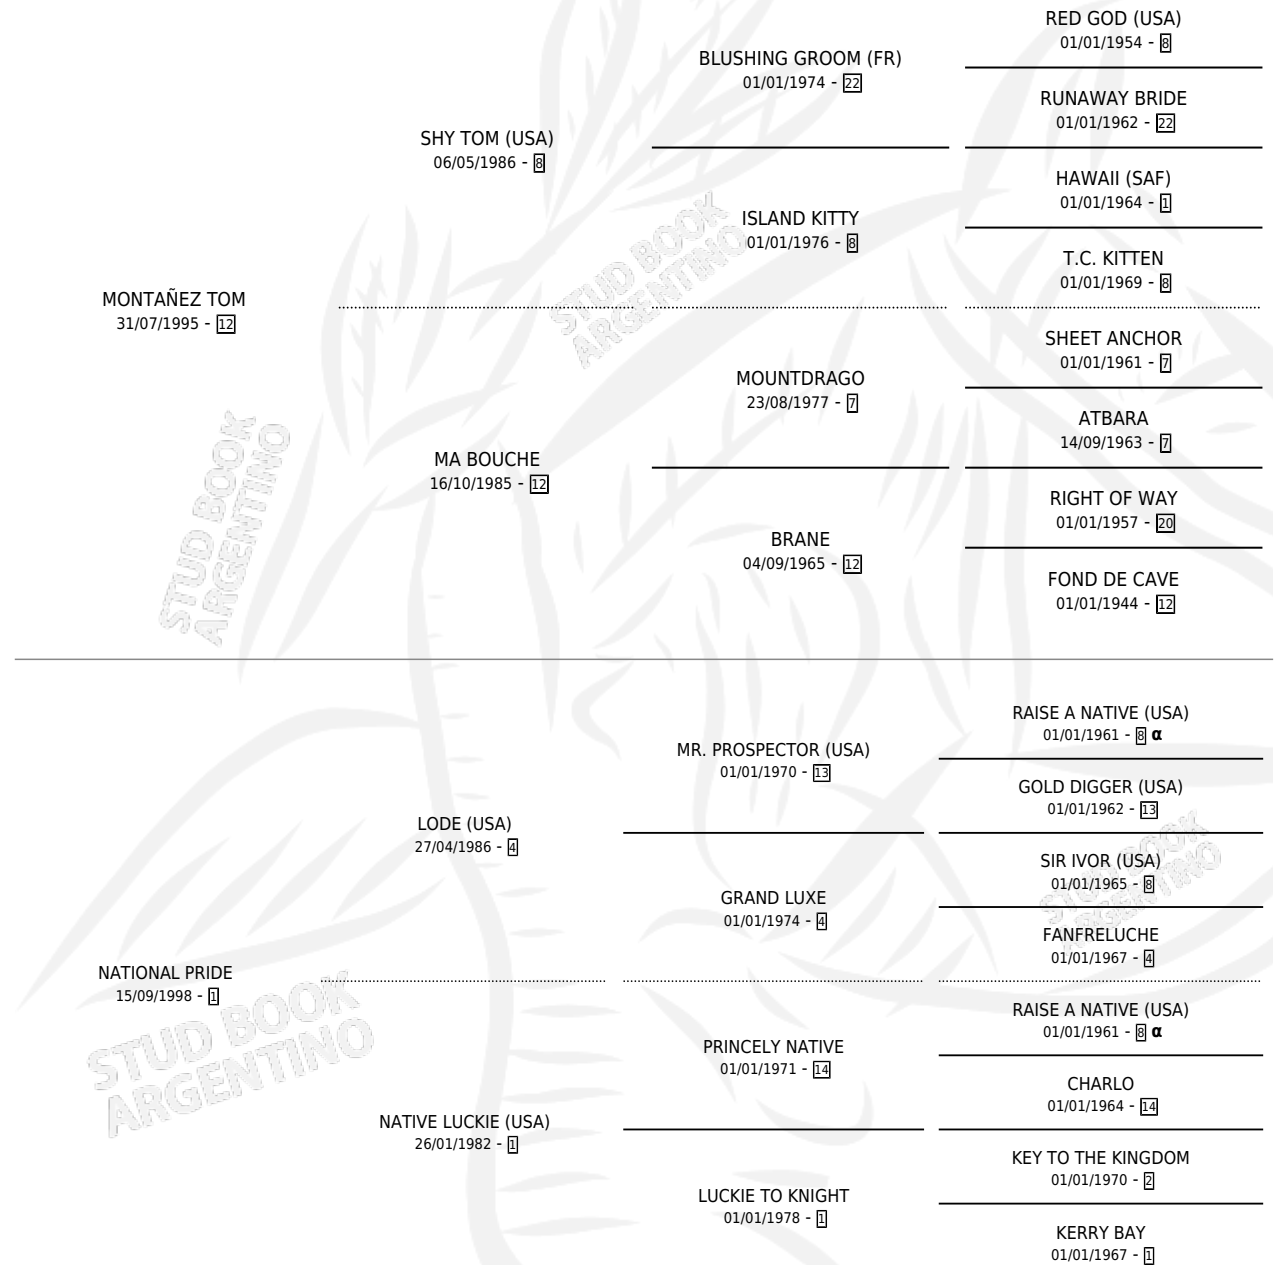 RED GOD (USA)
01/01/1954 - 8
BLUSHING GROOM (FR)
01/01/1974 - 22
RUNAWAY BRIDE
01/01/1962 - 22
SHY TOM (USA)
06/05/1986 - 8
HAWAII (SAF)
01/01/1964 - 1
ISLAND KITTY
01/01/1976 - 8
T.C. KITTEN
01/01/1969 - 8
MONTAÑEZ TOM
31/07/1995 - 12
SHEET ANCHOR
01/01/1961 - 7
MOUNTDRAGO
23/08/1977 - 7
ATBARA
14/09/1963 - 7
MA BOUCHE
16/10/1985 - 12
RIGHT OF WAY
01/01/1957 - 20
BRANE
04/09/1965 - 12
FOND DE CAVE
01/01/1944 - 12
RAISE A NATIVE (USA)
01/01/1961 - 8 α
MR. PROSPECTOR (USA)
01/01/1970 - 13
GOLD DIGGER (USA)
01/01/1962 - 13
LODE (USA)
27/04/1986 - 4
SIR IVOR (USA)
01/01/1965 - 8
GRAND LUXE
01/01/1974 - 4
FANFRELUCHE
01/01/1967 - 4
NATIONAL PRIDE
15/09/1998 - 1
RAISE A NATIVE (USA)
01/01/1961 - 8 α
PRINCELY NATIVE
01/01/1971 - 14
CHARLO
01/01/1964 - 14
NATIVE LUCKIE (USA)
26/01/1982 - 1
KEY TO THE KINGDOM
01/01/1970 - 2
LUCKIE TO KNIGHT
01/01/1978 - 1
KERRY BAY
01/01/1967 - 1
STUD BOOK
ARGENTINO
STUD BOOK
ARGENTINO
STUD BOOK
ARGENTINO
STUD BOOK
ARGENTINO